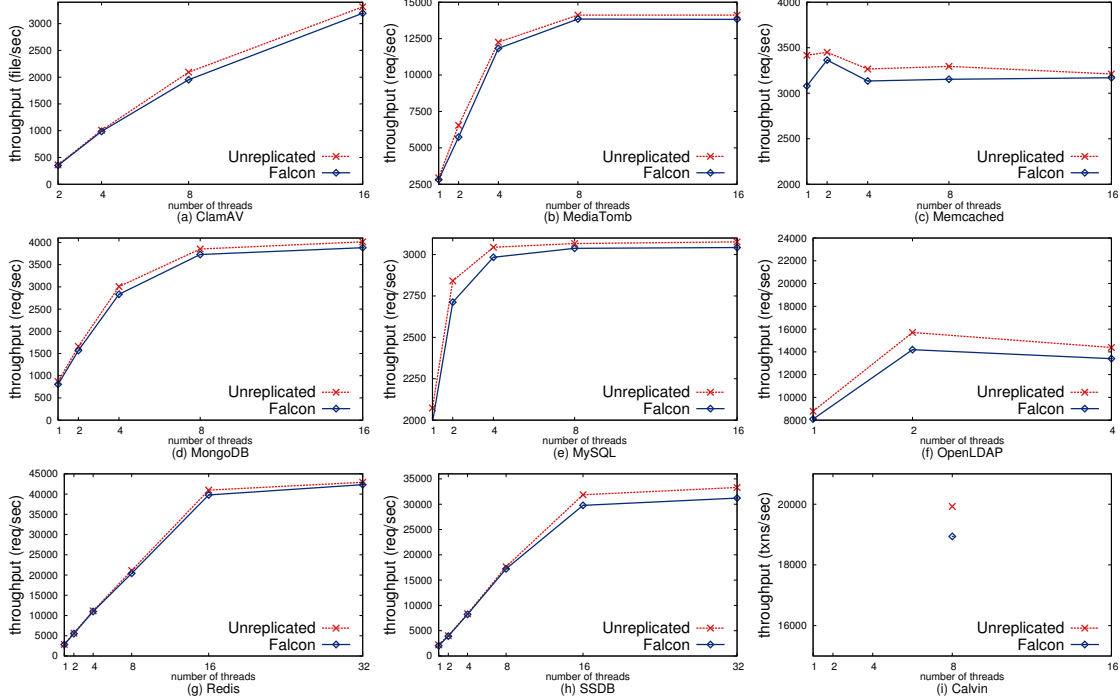 throughput (file/sec)
3000
2500
2000
1500
1000
500
0
2 4 8 16
Unreplicated
Falcon
number of threads
(a) ClamAV
throughput (req/sec)
15000
12500
10000
7500
5000
2500
1 2 4 8 16
Unreplicated
Falcon
number of threads
(b) MediaTomb
throughput (req/sec)
4000
3500
3000
2500
2000
1 2 4 8 16
Unreplicated
Falcon
number of threads
(c) Memcached
throughput (req/sec)
4000
3500
3000
2500
2000
1500
1000
500
0
1 2 4 8 16
Unreplicated
Falcon
number of threads
(d) MongoDB
throughput (req/sec)
3000
2750
2500
2250
2000
1 2 4 8 16
Unreplicated
Falcon
number of threads
(e) MySQL
throughput (req/sec)
24000
22000
20000
18000
16000
14000
12000
10000
8000
1 2 4
Unreplicated
Falcon
number of threads
(f) OpenLDAP
throughput (req/sec)
45000
40000
35000
30000
25000
20000
15000
10000
5000
0
1 2 4 8 16 32
Unreplicated
Falcon
number of threads
(g) Redis
throughput (req/sec)
35000
30000
25000
20000
15000
10000
5000
0
1 2 4 8 16 32
Unreplicated
Falcon
number of threads
(h) SSDB
throughput (txns/sec)
20000
18000
16000
1 2 4 8 16
Unreplicated
Falcon
number of threads
(i) Calvin